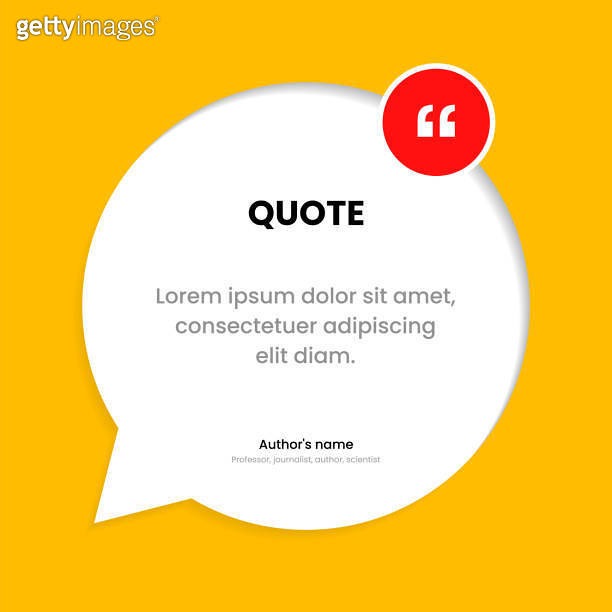 gettyimages®
“
QUOTE
Lorem ipsum dolor sit amet,
consectetuer adipiscing
elit diam.
Author's name
Professor, journalist, author, scientist